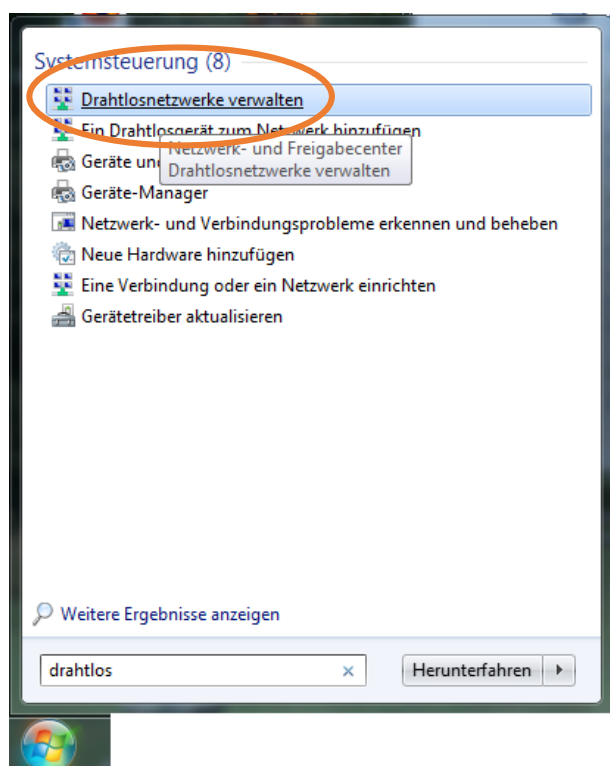 Systemsteuerung (8)
Drahtlosnetzwerke verwalten
Ein Drahtlosgerät zum Netzwerk hinzufügen
Netzwerk- und Freigabecenter
Geräte und
Drahtlosnetzwerke verwalten
Geräte-Manager
Netzwerk- und Verbindungsprobleme erkennen und beheben
Neue Hardware hinzufügen
Eine Verbindung oder ein Netzwerk einrichten
Gerätetreiber aktualisieren
Weitere Ergebnisse anzeigen
drahtlos
Herunterfahren